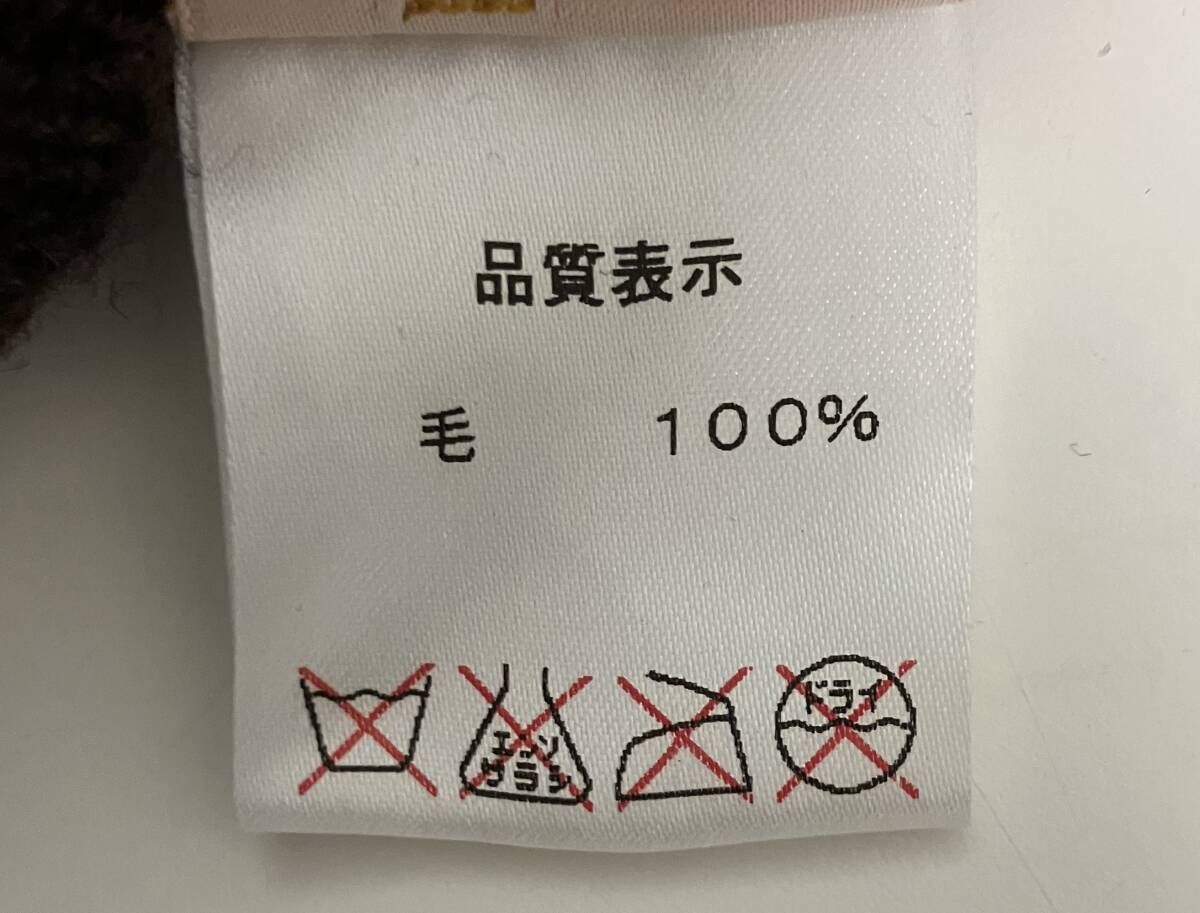 品質表示
毛 100%
エンソ サラシ ドライ